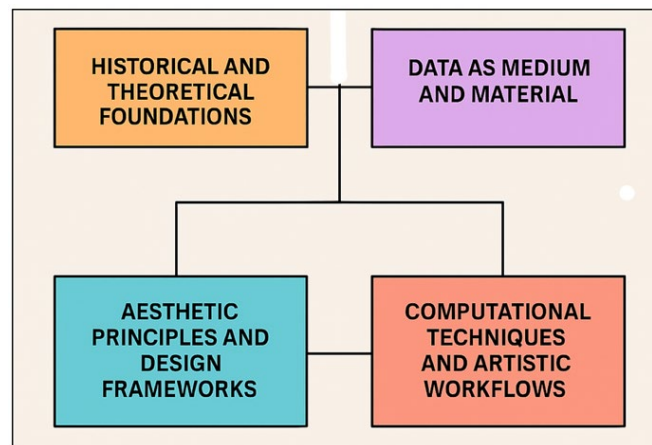 HISTORICAL AND
THEORETICAL
FOUNDATIONS
DATA AS MEDIUM
AND MATERIAL
AESTHETIC
PRINCIPLES AND
DESIGN
FRAMEWORKS
COMPUTATIONAL
TECHNIQUES
AND ARTISTIC
WORKFLOWS